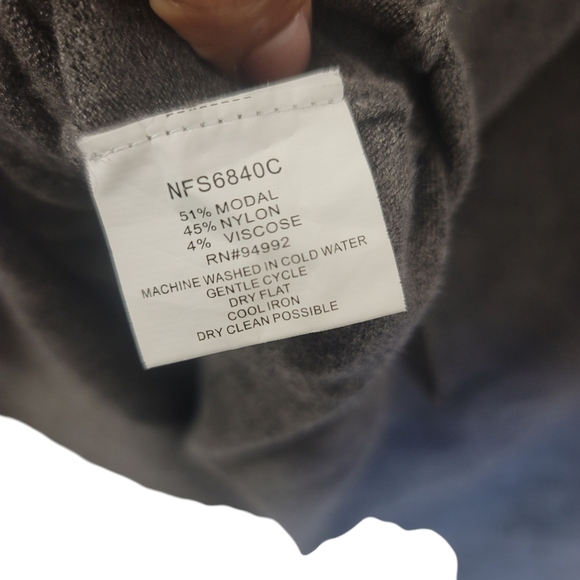 NFS6840C
51% MODAL
45% NYLON
4% VISCOSE
RN#94992
MACHINE WASHED IN COLD WATER
GENTLE CYCLE
DRY FLAT
COOL IRON
DRY CLEAN POSSIBLE